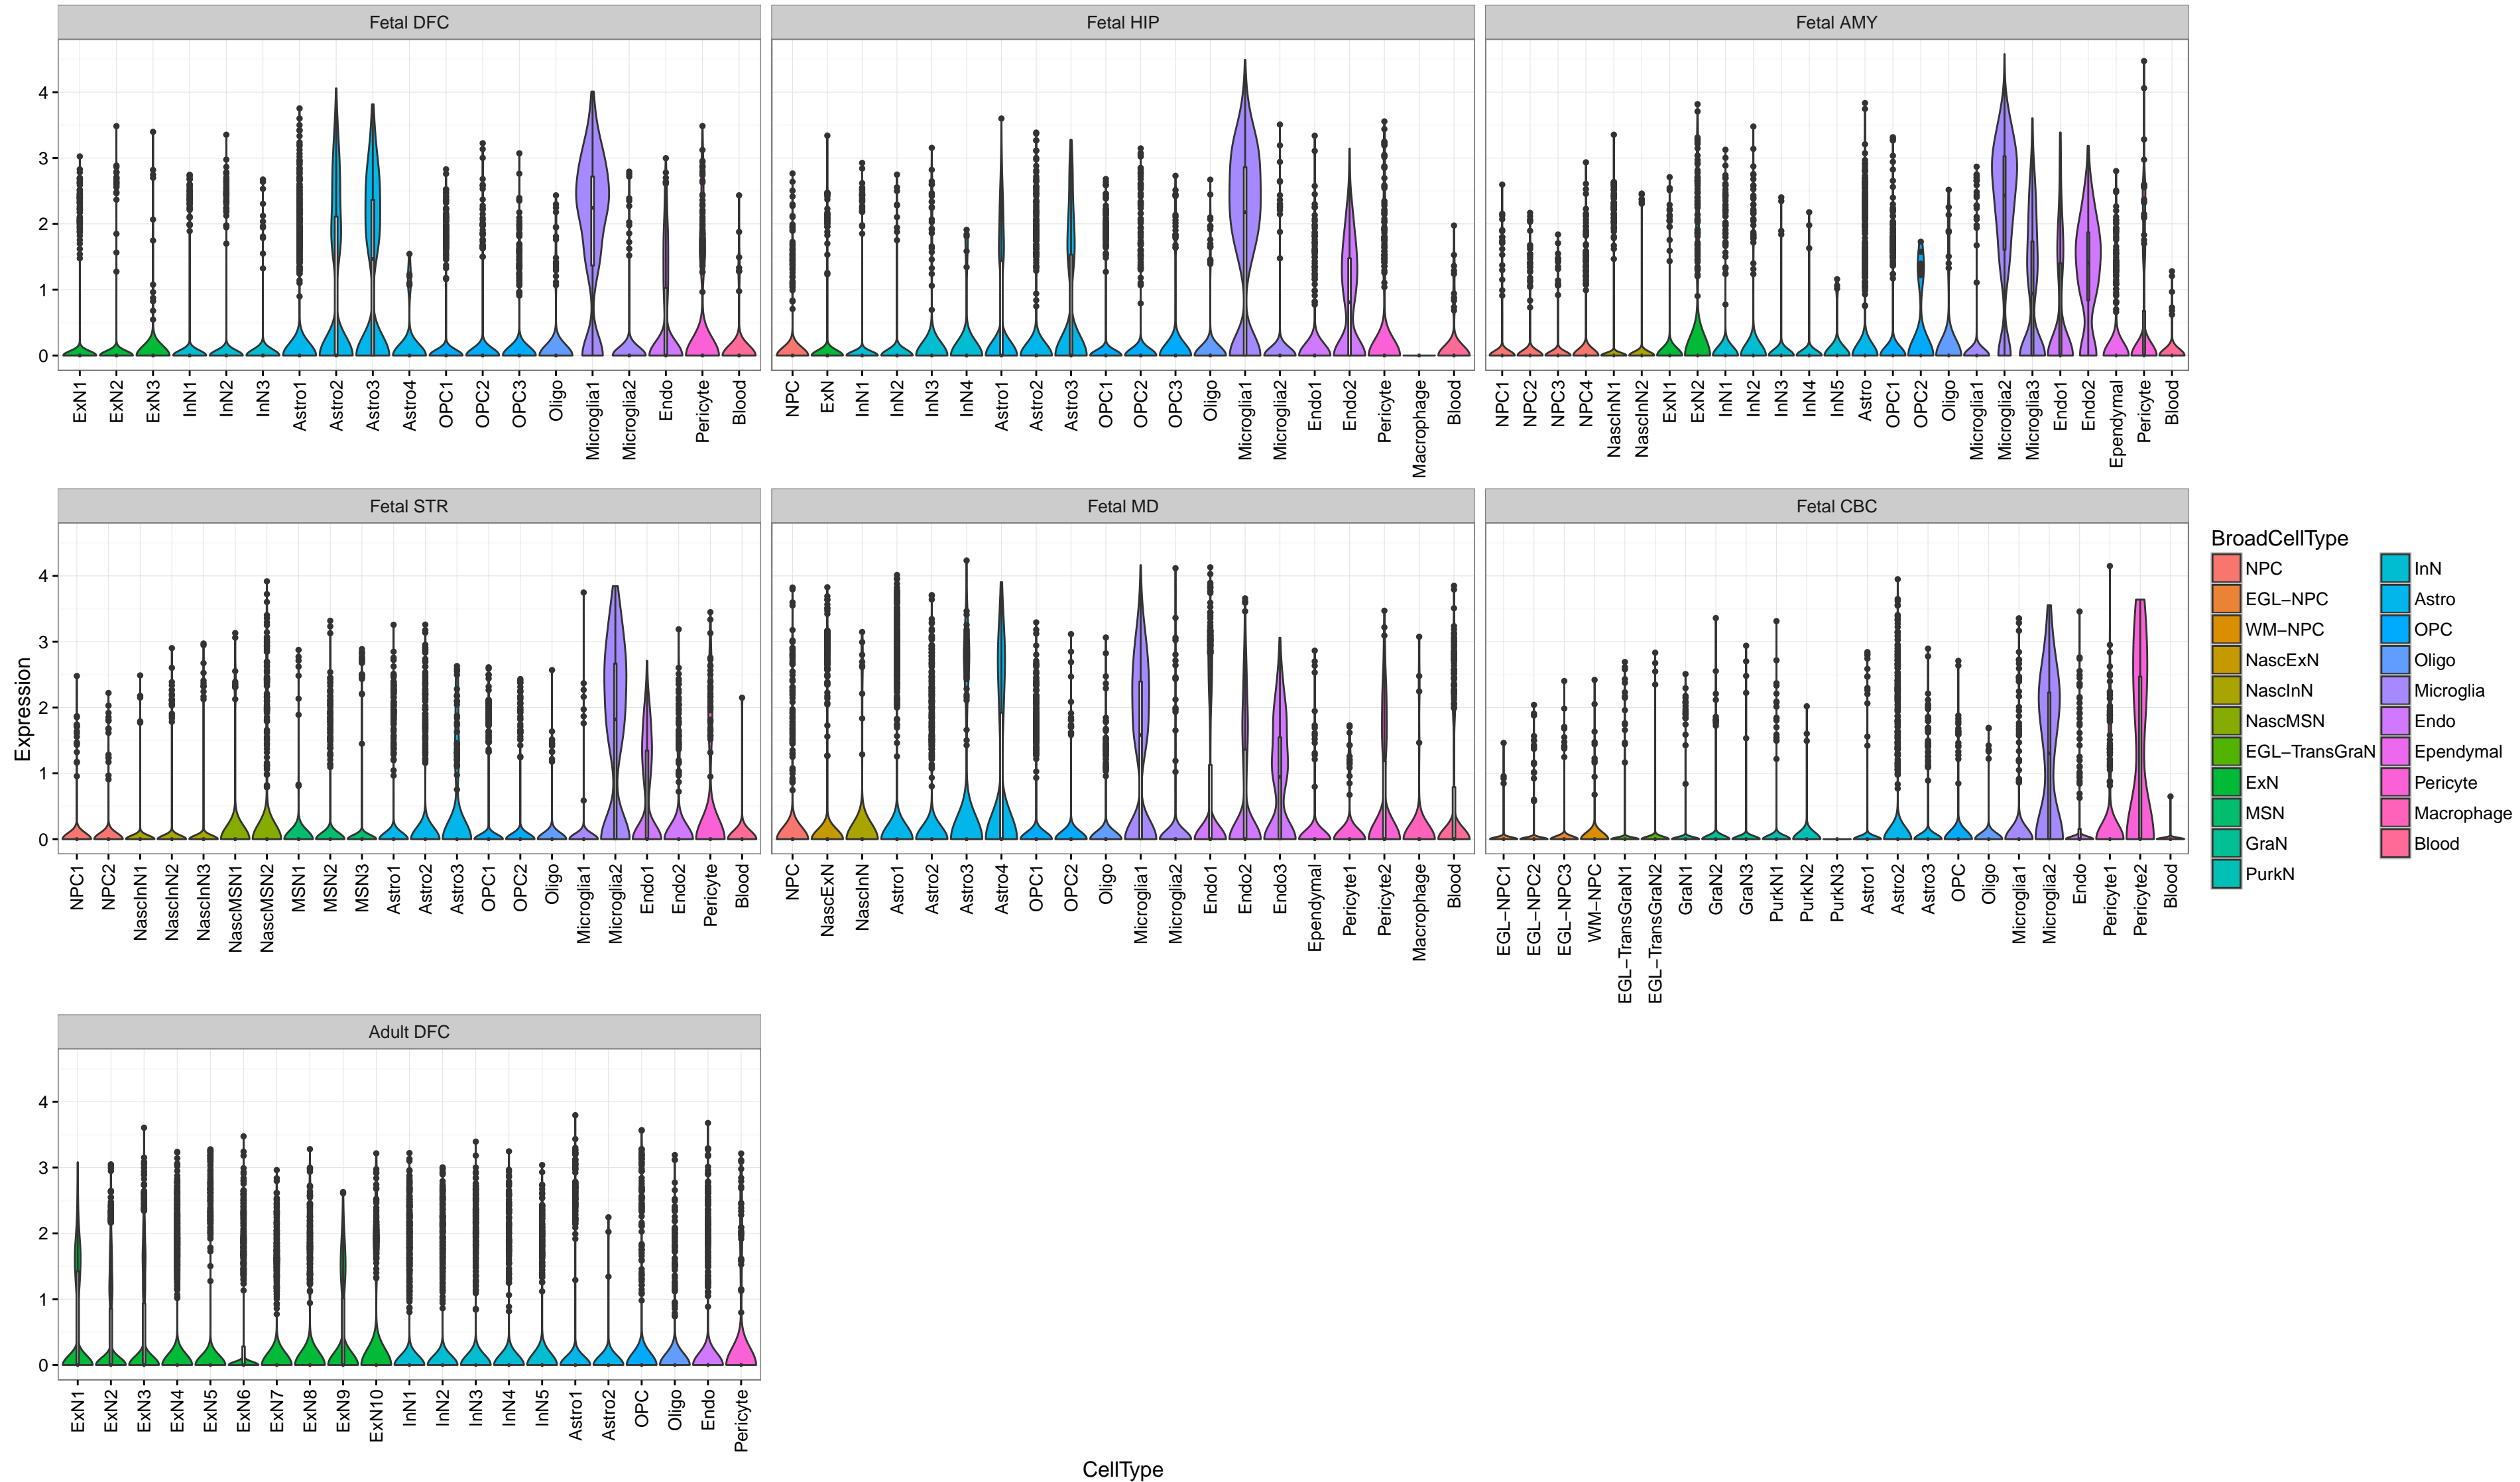 Fetal DFC
Fetal HIP
Fetal AMY
4
3
2
1
0
ExN1 ExN2 ExN3 InN1 InN2 InN3 Astro1 Astro2 Astro3 Astro4 OPC1 OPC2 OPC3 Oligo Microglia1 Microglia2 Endo Pericyte Blood
NPC ExN InN1 InN2 InN3 InN4 Astro1 Astro2 Astro3 OPC1 OPC2 OPC3 Oligo Microglia1 Microglia2 Endo1 Endo2 Pericyte Macrophage Blood
NPC1 NPC2 NPC3 NPC4 NascInN1 NascInN2 ExN1 ExN2 InN1 InN2 InN3 InN4 InN5 Astro OPC1 OPC2 Oligo Microglia1 Microglia2 Microglia3 Endo1 Endo2 Ependymal Pericyte Blood
Fetal STR
Fetal MD
Fetal CBC
Expression
4
3
2
1
0
NPC1 NPC2 NascInN1 NascInN2 NascInN3 NascMSN1 NascMSN2 MSN1 MSN2 MSN3 Astro1 Astro2 Astro3 OPC1 OPC2 Oligo Microglia1 Microglia2 Endo1 Endo2 Pericyte Blood
NPC NascExN NascInN Astro1 Astro2 Astro3 Astro4 OPC1 OPC2 Oligo Microglia1 Microglia2 Endo1 Endo2 Endo3 Ependymal Pericyte1 Pericyte2 Macrophage Blood
EGL−NPC1 EGL−NPC2 EGL−NPC3 WM−NPC EGL−TransGraN1 EGL−TransGraN2 GraN1 GraN2 GraN3 PurkN1 PurkN2 PurkN3 Astro1 Astro2 Astro3 OPC Oligo Microglia1 Microglia2 Endo Pericyte1 Pericyte2 Blood
BroadCellType
NPC
EGL−NPC
WM−NPC
NascExN
NascInN
NascMSN
EGL−TransGraN
ExN
MSN
GraN
PurkN
InN
Astro
OPC
Oligo
Microglia
Endo
Ependymal
Pericyte
Macrophage
Blood
Adult DFC
4
3
2
1
0
ExN1 ExN2 ExN3 ExN4 ExN5 ExN6 ExN7 ExN8 ExN9 ExN10 InN1 InN2 InN3 InN4 InN5 Astro1 Astro2 OPC Oligo Endo Pericyte
CellType